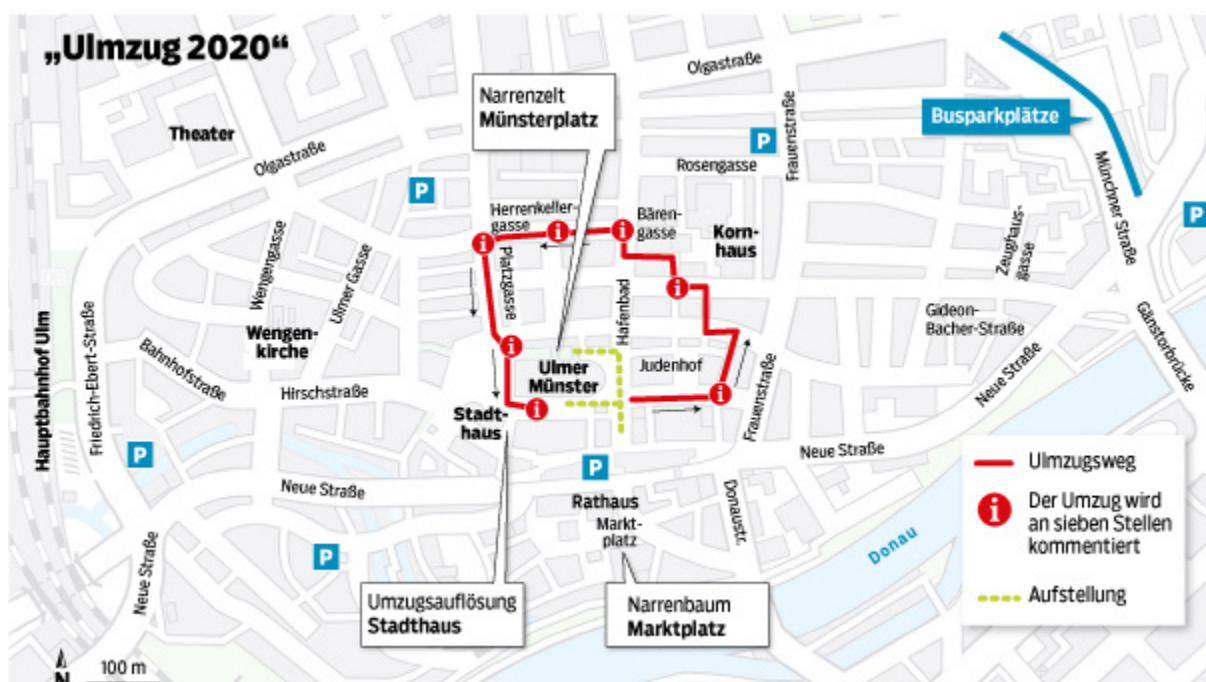 „Ulmzug 2020“
Olgastraße
Narrenzelt
Münsterplatz
Busparkplätze
Theater
Frauenstraße
P
Olgastraße
Rosengasse
Münchner Straße
P
Herrenkeller-
gasse
Bären-
gasse
P
i
i
i
Korn-
haus
Zeughaus-
gasse
Wengengasse
Ulmer Gasse
Platzgasse
i
Hafenbad
Gideon-
Bacher-Straße
Gänstorbrücke
Hauptbahnhof Ulm
Friedrich-Ebert-Straße
Wengen-
kirche
Bahnhofstraße
i
Ulmer
Münster
Judenhof
Hirschstraße
i
i
Frauenstraße
Neue Straße
Stadt-
haus
P
P
Neue Straße
Neue Straße
Rathaus
Markt-
platz
Donaustr.
Donau
P
Neue Straße
Umzugsauflösung
Stadthaus
Narrenbaum
Marktplatz
Ulmzugsweg
i
Der Umzug wird
an sieben Stellen
kommentiert
Aufstellung
100 m
N